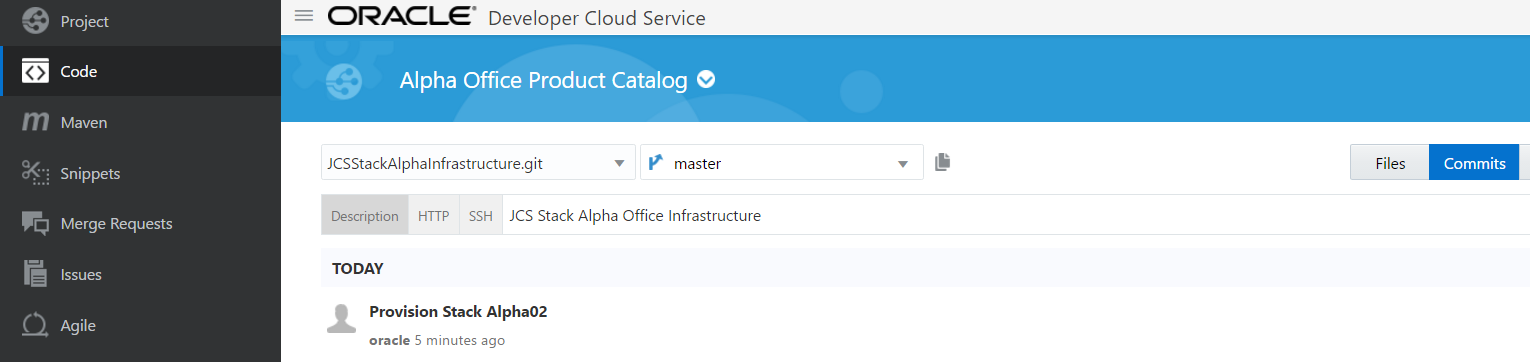 Project
Code
Maven
Snippets
Merge Requests
Issues
Agile
ORACLE® Developer Cloud Service
Alpha Office Product Catalog
JCSStackAlphaInfrastructure.git master Files Commits
Description HTTP SSH JCS Stack Alpha Office Infrastructure
TODAY
Provision Stack Alpha02
oracle 5 minutes ago